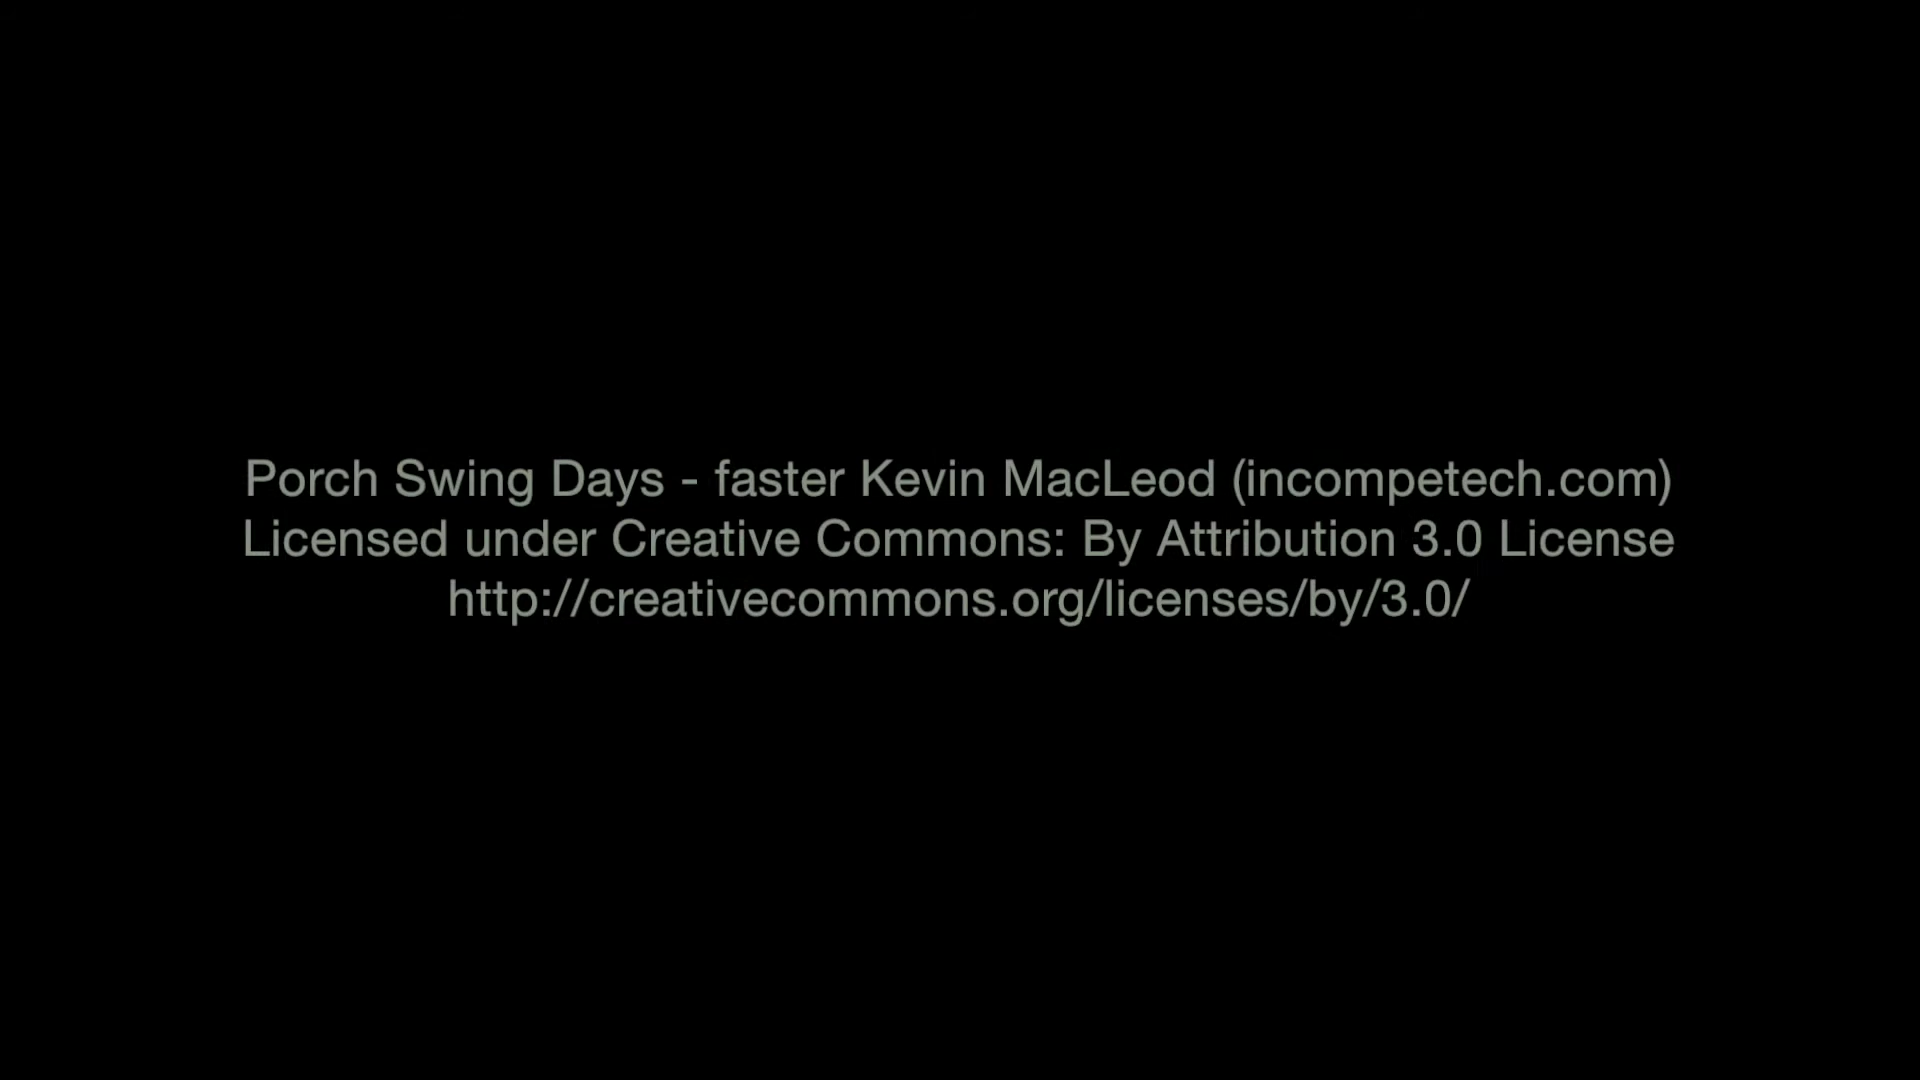 Porch Swing Days - faster Kevin MacLeod (incompetech.com)
Licensed under Creative Commons: By Attribution 3.0 License
http://creativecommons.org/licenses/by/3.0/